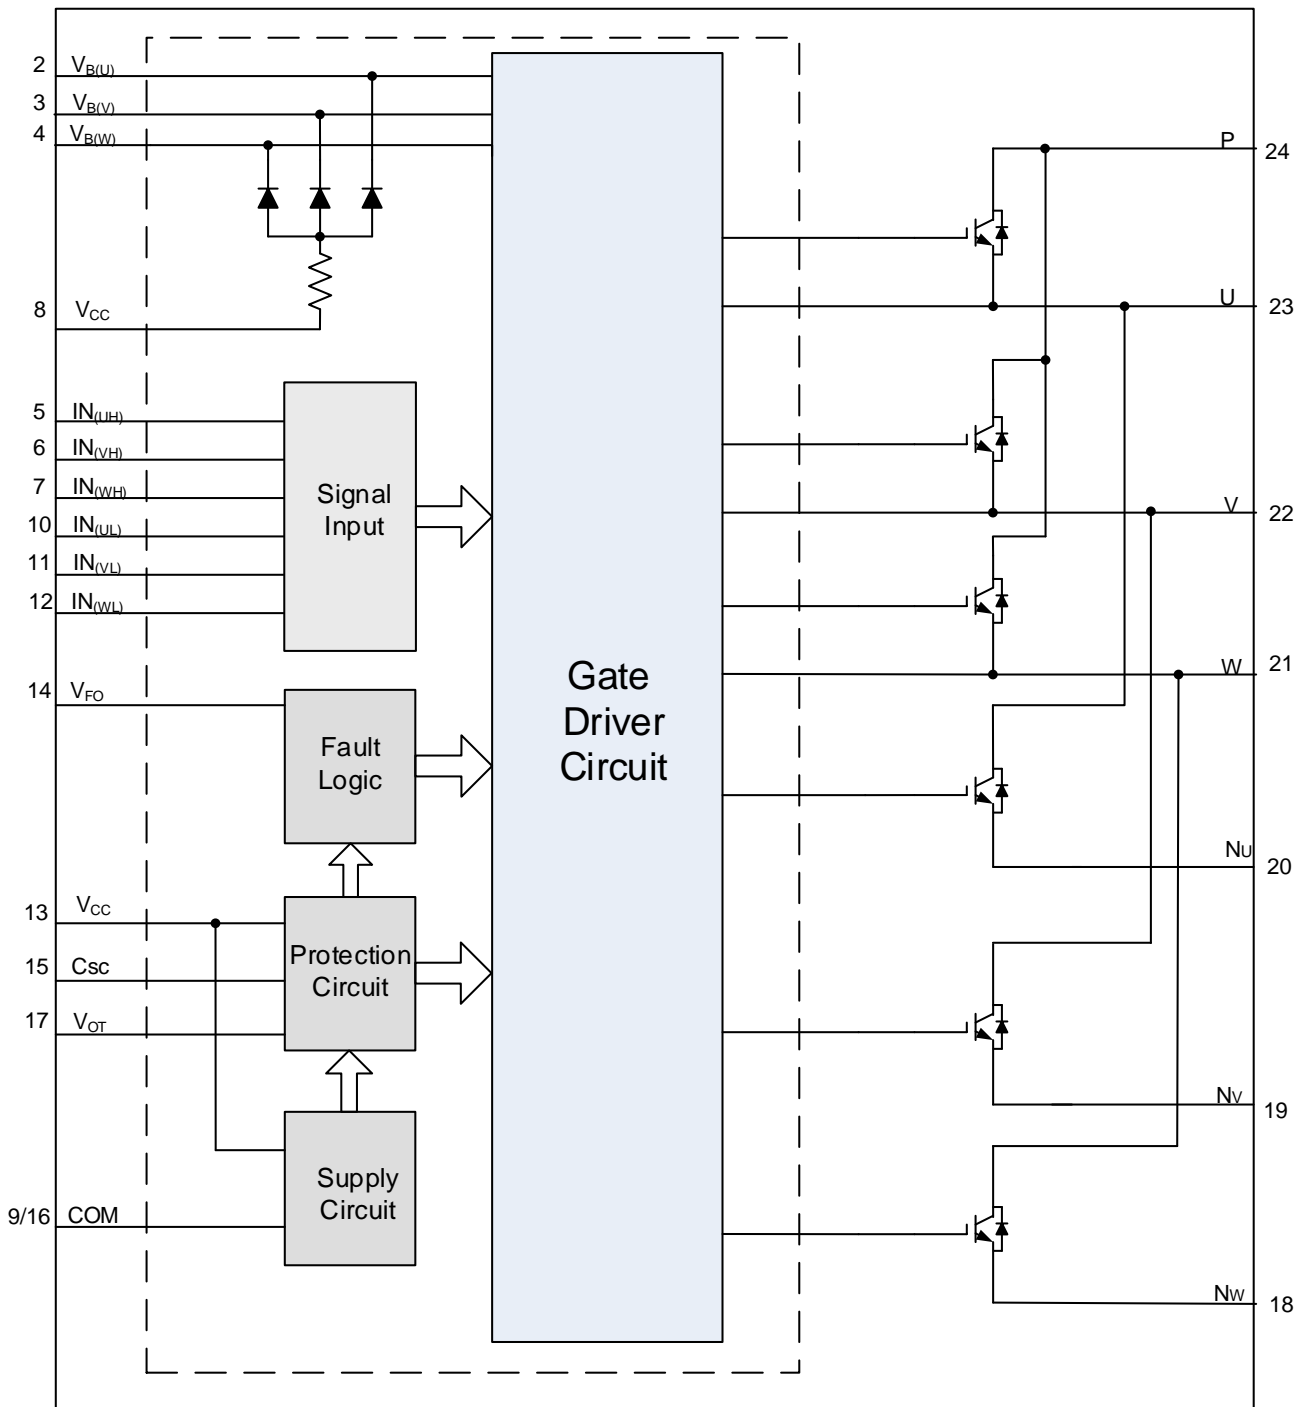 2 VB(U)
3 VB(V)
4 VB(W)
8 VCC
5 IN(UH)
6 IN(VH)
7 IN(WH)
10 IN(UL)
11 IN(VL)
12 IN(WL)
Signal
Input
14 VFO
Fault
Logic
13 VCC
15 Csc
17 VOT
Protection
Circuit
9/16 COM
Supply
Circuit
Gate
Driver
Circuit
P 24
U 23
V 22
W 21
NU 20
NV 19
NW 18